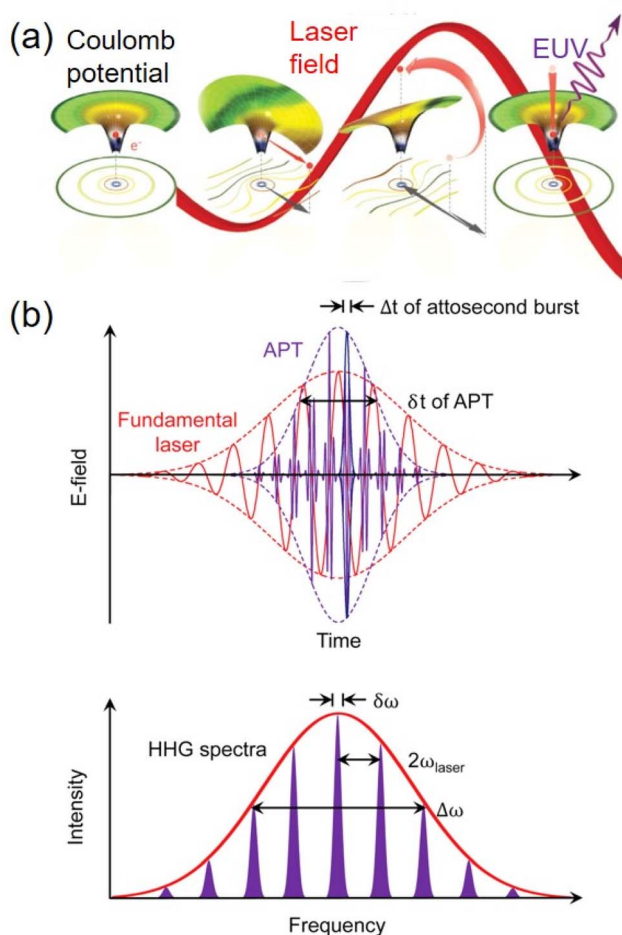 (a)
Coulomb
potential
Laser
field
EUV
e⁻
(b)
Δt of attosecond burst
APT
δt of APT
Fundamental
laser
E-field
Time
δω
HHG spectra
2ω_laser
Δω
Intensity
Frequency